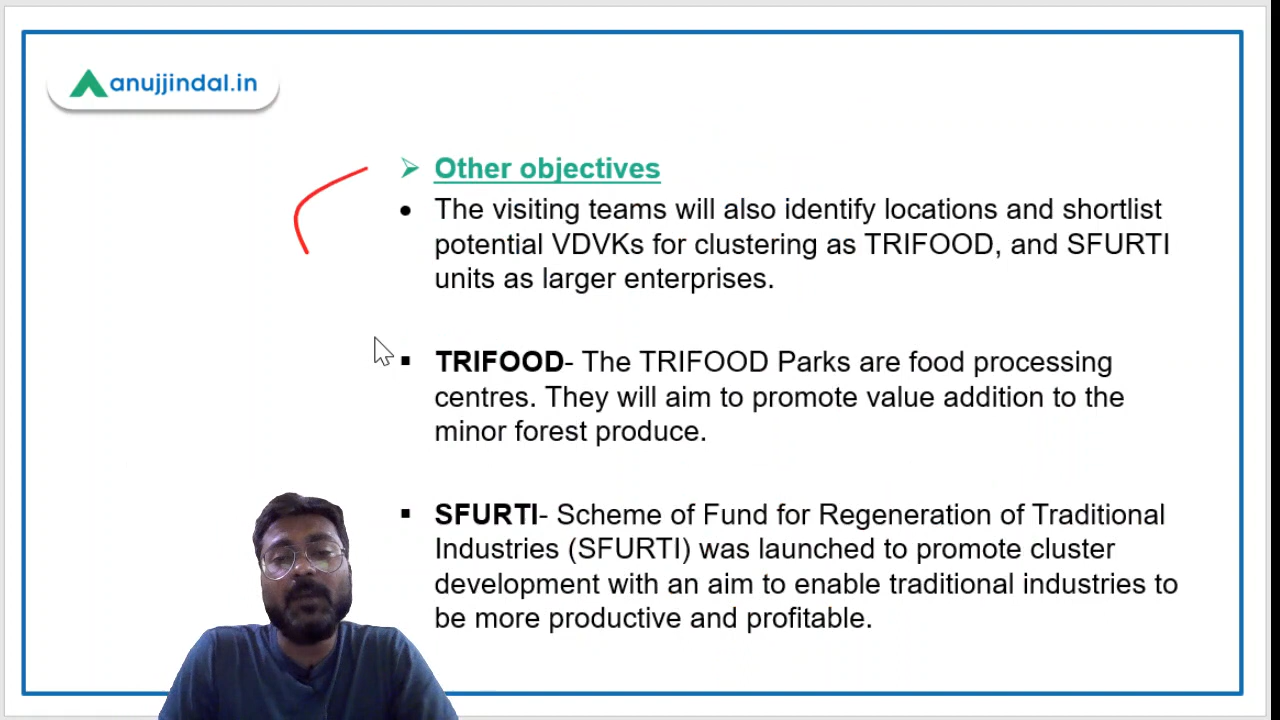 anujjindal.in
Other objectives
The visiting teams will also identify locations and shortlist
potential VDVKs for clustering as TRIFOOD, and SFURTI
units as larger enterprises.
TRIFOOD- The TRIFOOD Parks are food processing
centres. They will aim to promote value addition to the
minor forest produce.
SFURTI- Scheme of Fund for Regeneration of Traditional
Industries (SFURTI) was launched to promote cluster
development with an aim to enable traditional industries to
be more productive and profitable.